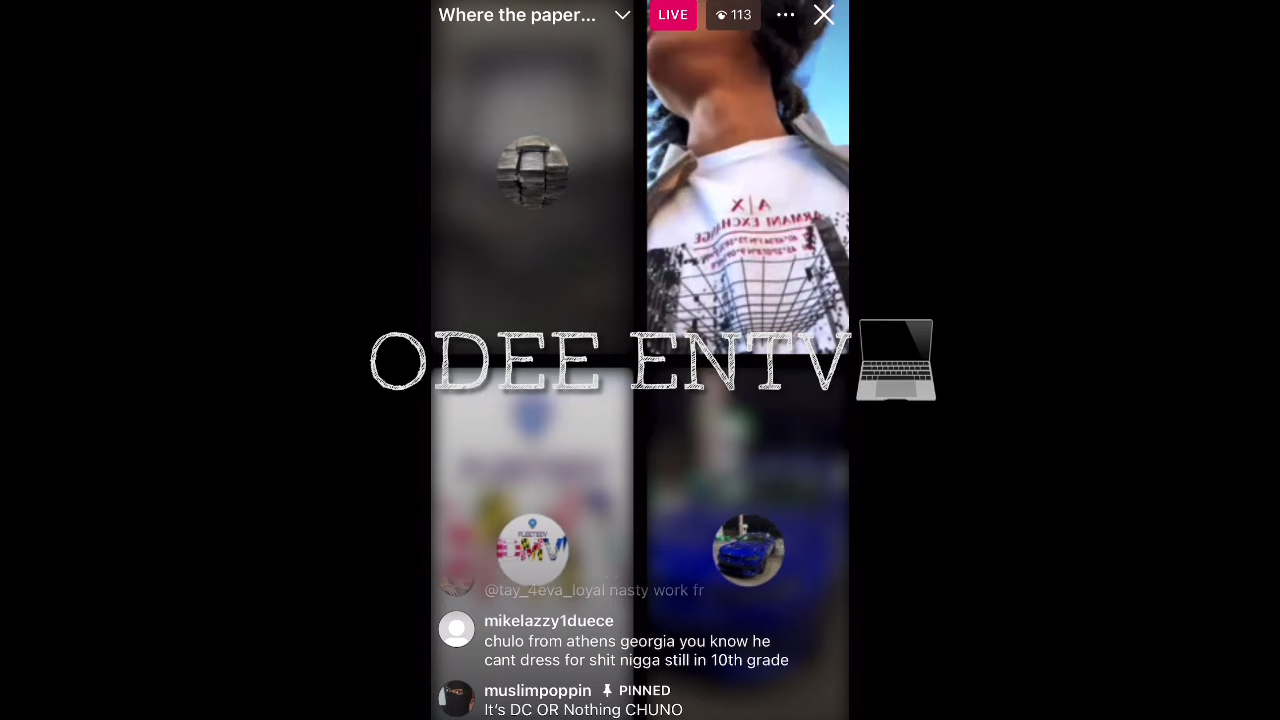 Where the paper...
LIVE
113
A|X
ARMANI EXCHANGE
ODEE ENTV
@tay_4eva_loyal nasty work fr
mikelazzy1duece
chulo from athens georgia you know he
cant dress for shit nigga still in 10th grade
muslimpoppin PINNED
It's DC OR Nothing CHUNO